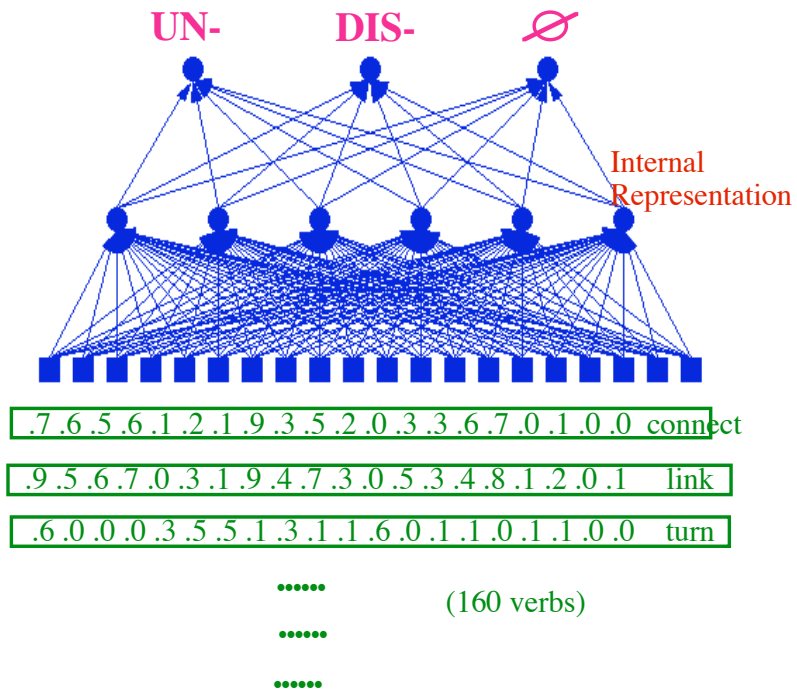 UN- DIS- ∅
Internal
Representation
.7 .6 .5 .6 .1 .2 .1 .9 .3 .5 .2 .0 .3 .3 .6 .7 .0 .1 .0 .0 connect
.9 .5 .6 .7 .0 .3 .1 .9 .4 .7 .3 .0 .5 .3 .4 .8 .1 .2 .0 .1 link
.6 .0 .0 .0 .3 .5 .5 .1 .3 .1 .1 .6 .0 .1 .1 .0 .1 .1 .0 .0 turn
••••••
(160 verbs)
••••••
••••••